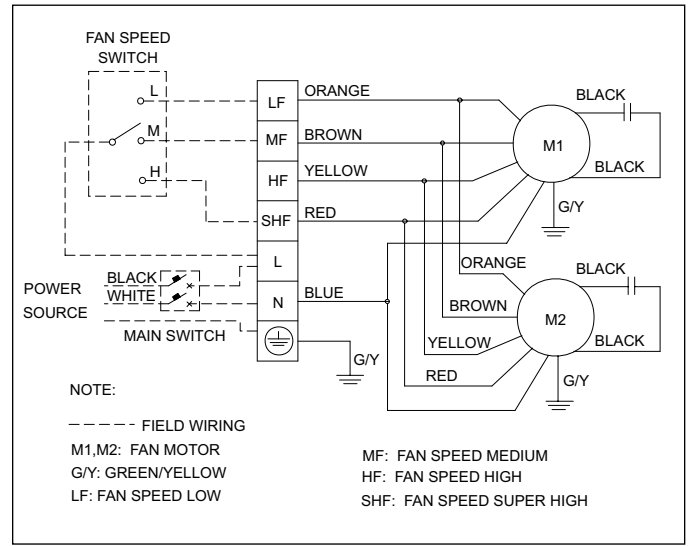 FAN SPEED
SWITCH
L
M
H
LF
MF
HF
SHF
L
N
ORANGE
BROWN
YELLOW
RED
BLUE
G/Y
M1
BLACK
BLACK
G/Y
ORANGE
BROWN
YELLOW
RED
M2
BLACK
BLACK
G/Y
POWER
SOURCE
BLACK
WHITE
MAIN SWITCH
NOTE:
FIELD WIRING
M1,M2: FAN MOTOR
G/Y: GREEN/YELLOW
LF: FAN SPEED LOW
MF: FAN SPEED MEDIUM
HF: FAN SPEED HIGH
SHF: FAN SPEED SUPER HIGH